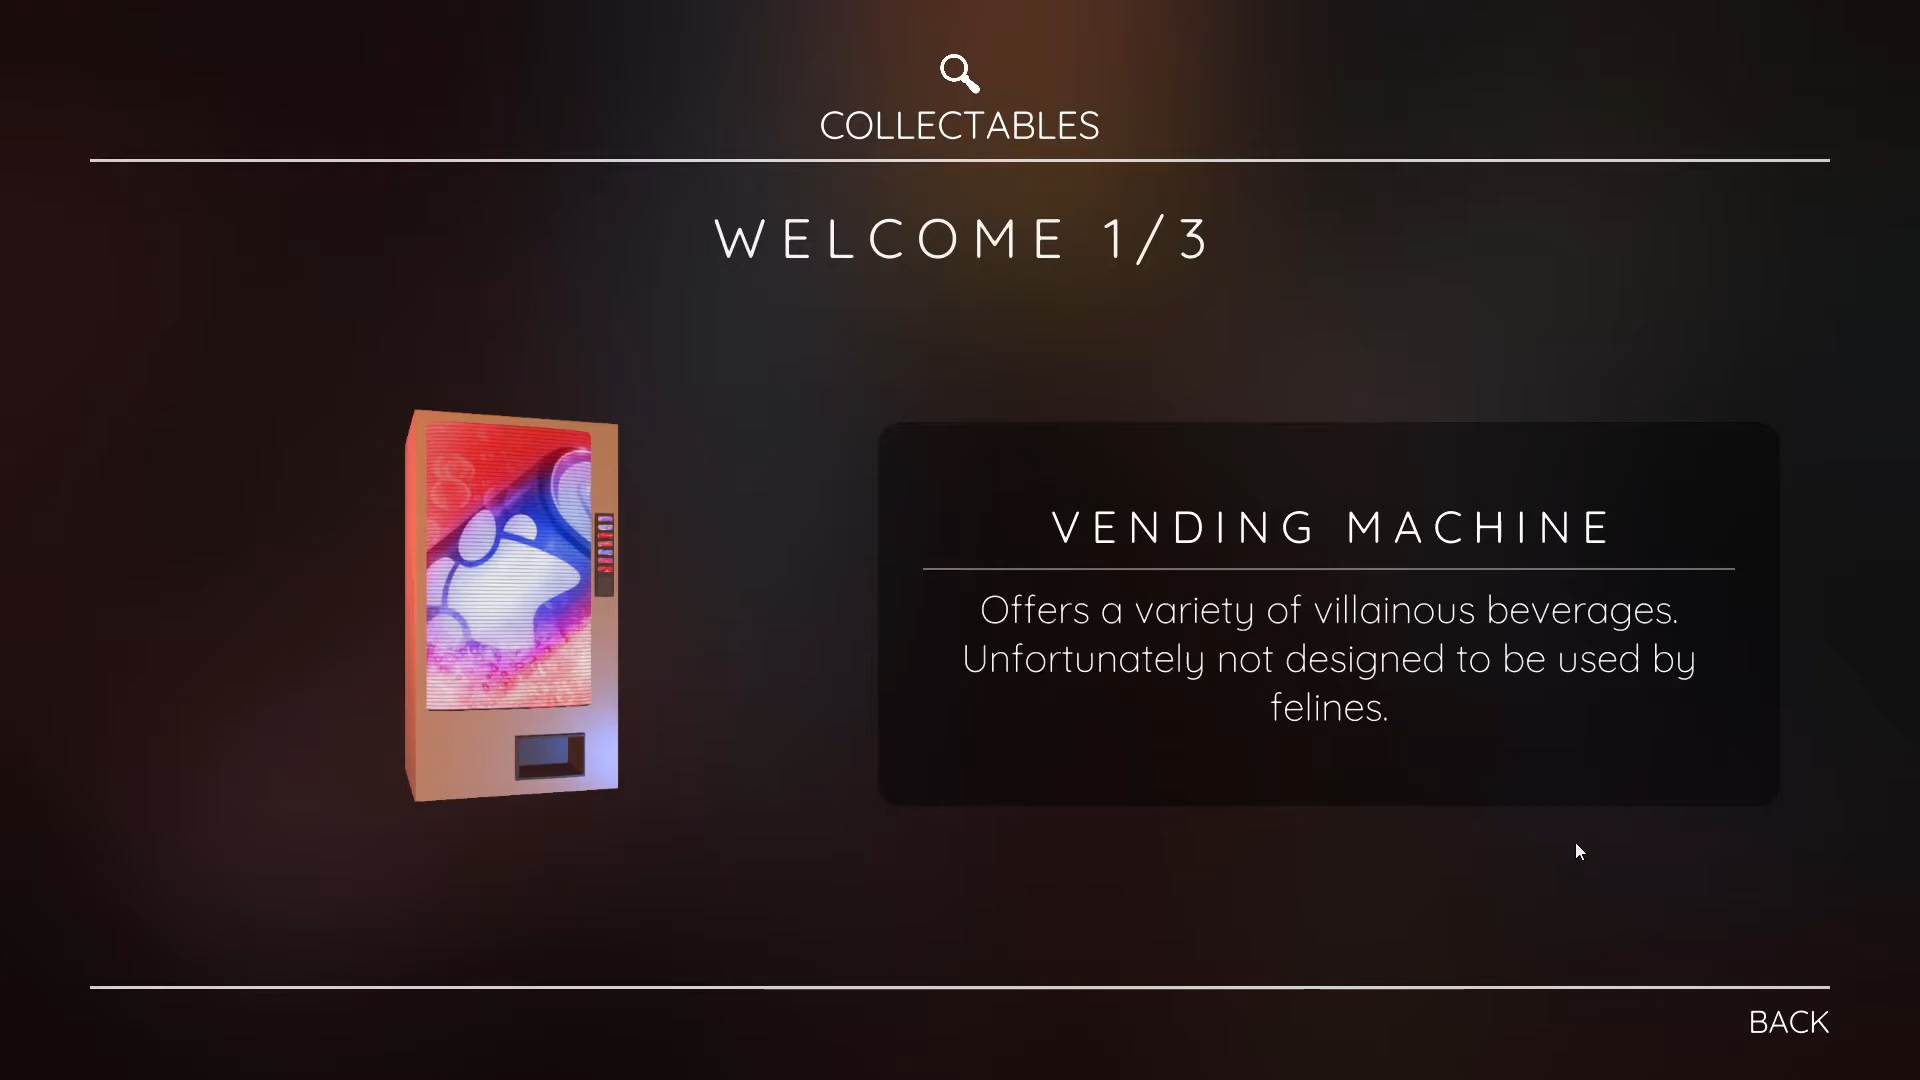 COLLECTABLES
WELCOME 1/3
VENDING MACHINE
Offers a variety of villainous beverages.
Unfortunately not designed to be used by
felines.
BACK